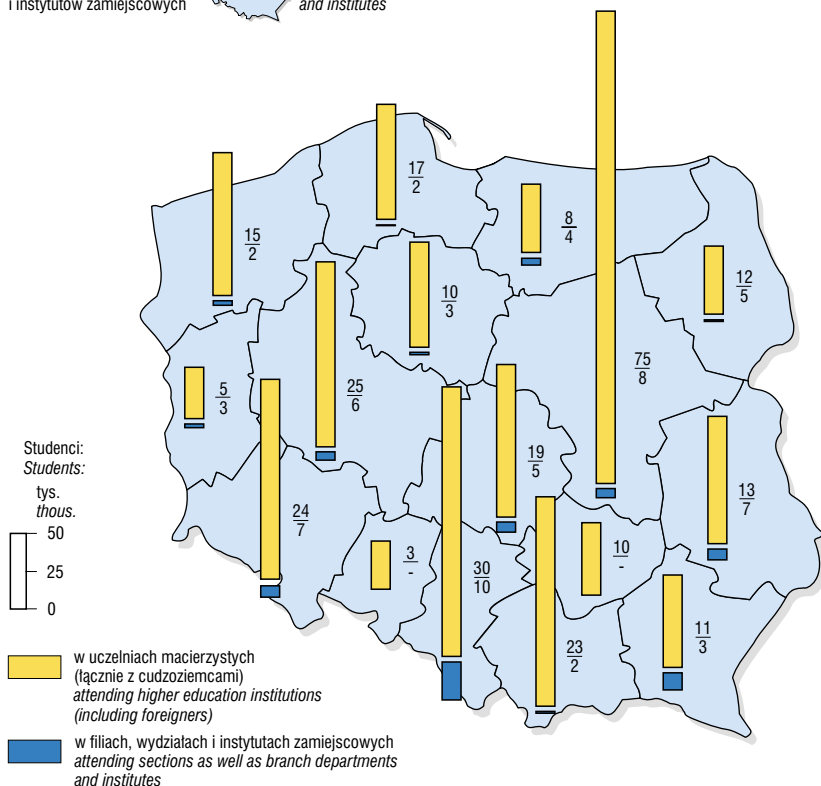 i instytutów zamiejscowych
and institutes
17
2
8
4
15
2
12
5
10
3
75
8
5
3
25
6
19
5
13
7
24
7
3
-
30
10
10
-
11
3
23
2
Studenci:
Students:
tys.
thous.
50
25
0
w uczelniach macierzystych
(łącznie z cudzoziemcami)
attending higher education institutions
(including foreigners)
w filiach, wydziałach i instytutach zamiejscowych
attending sections as well as branch departments
and institutes